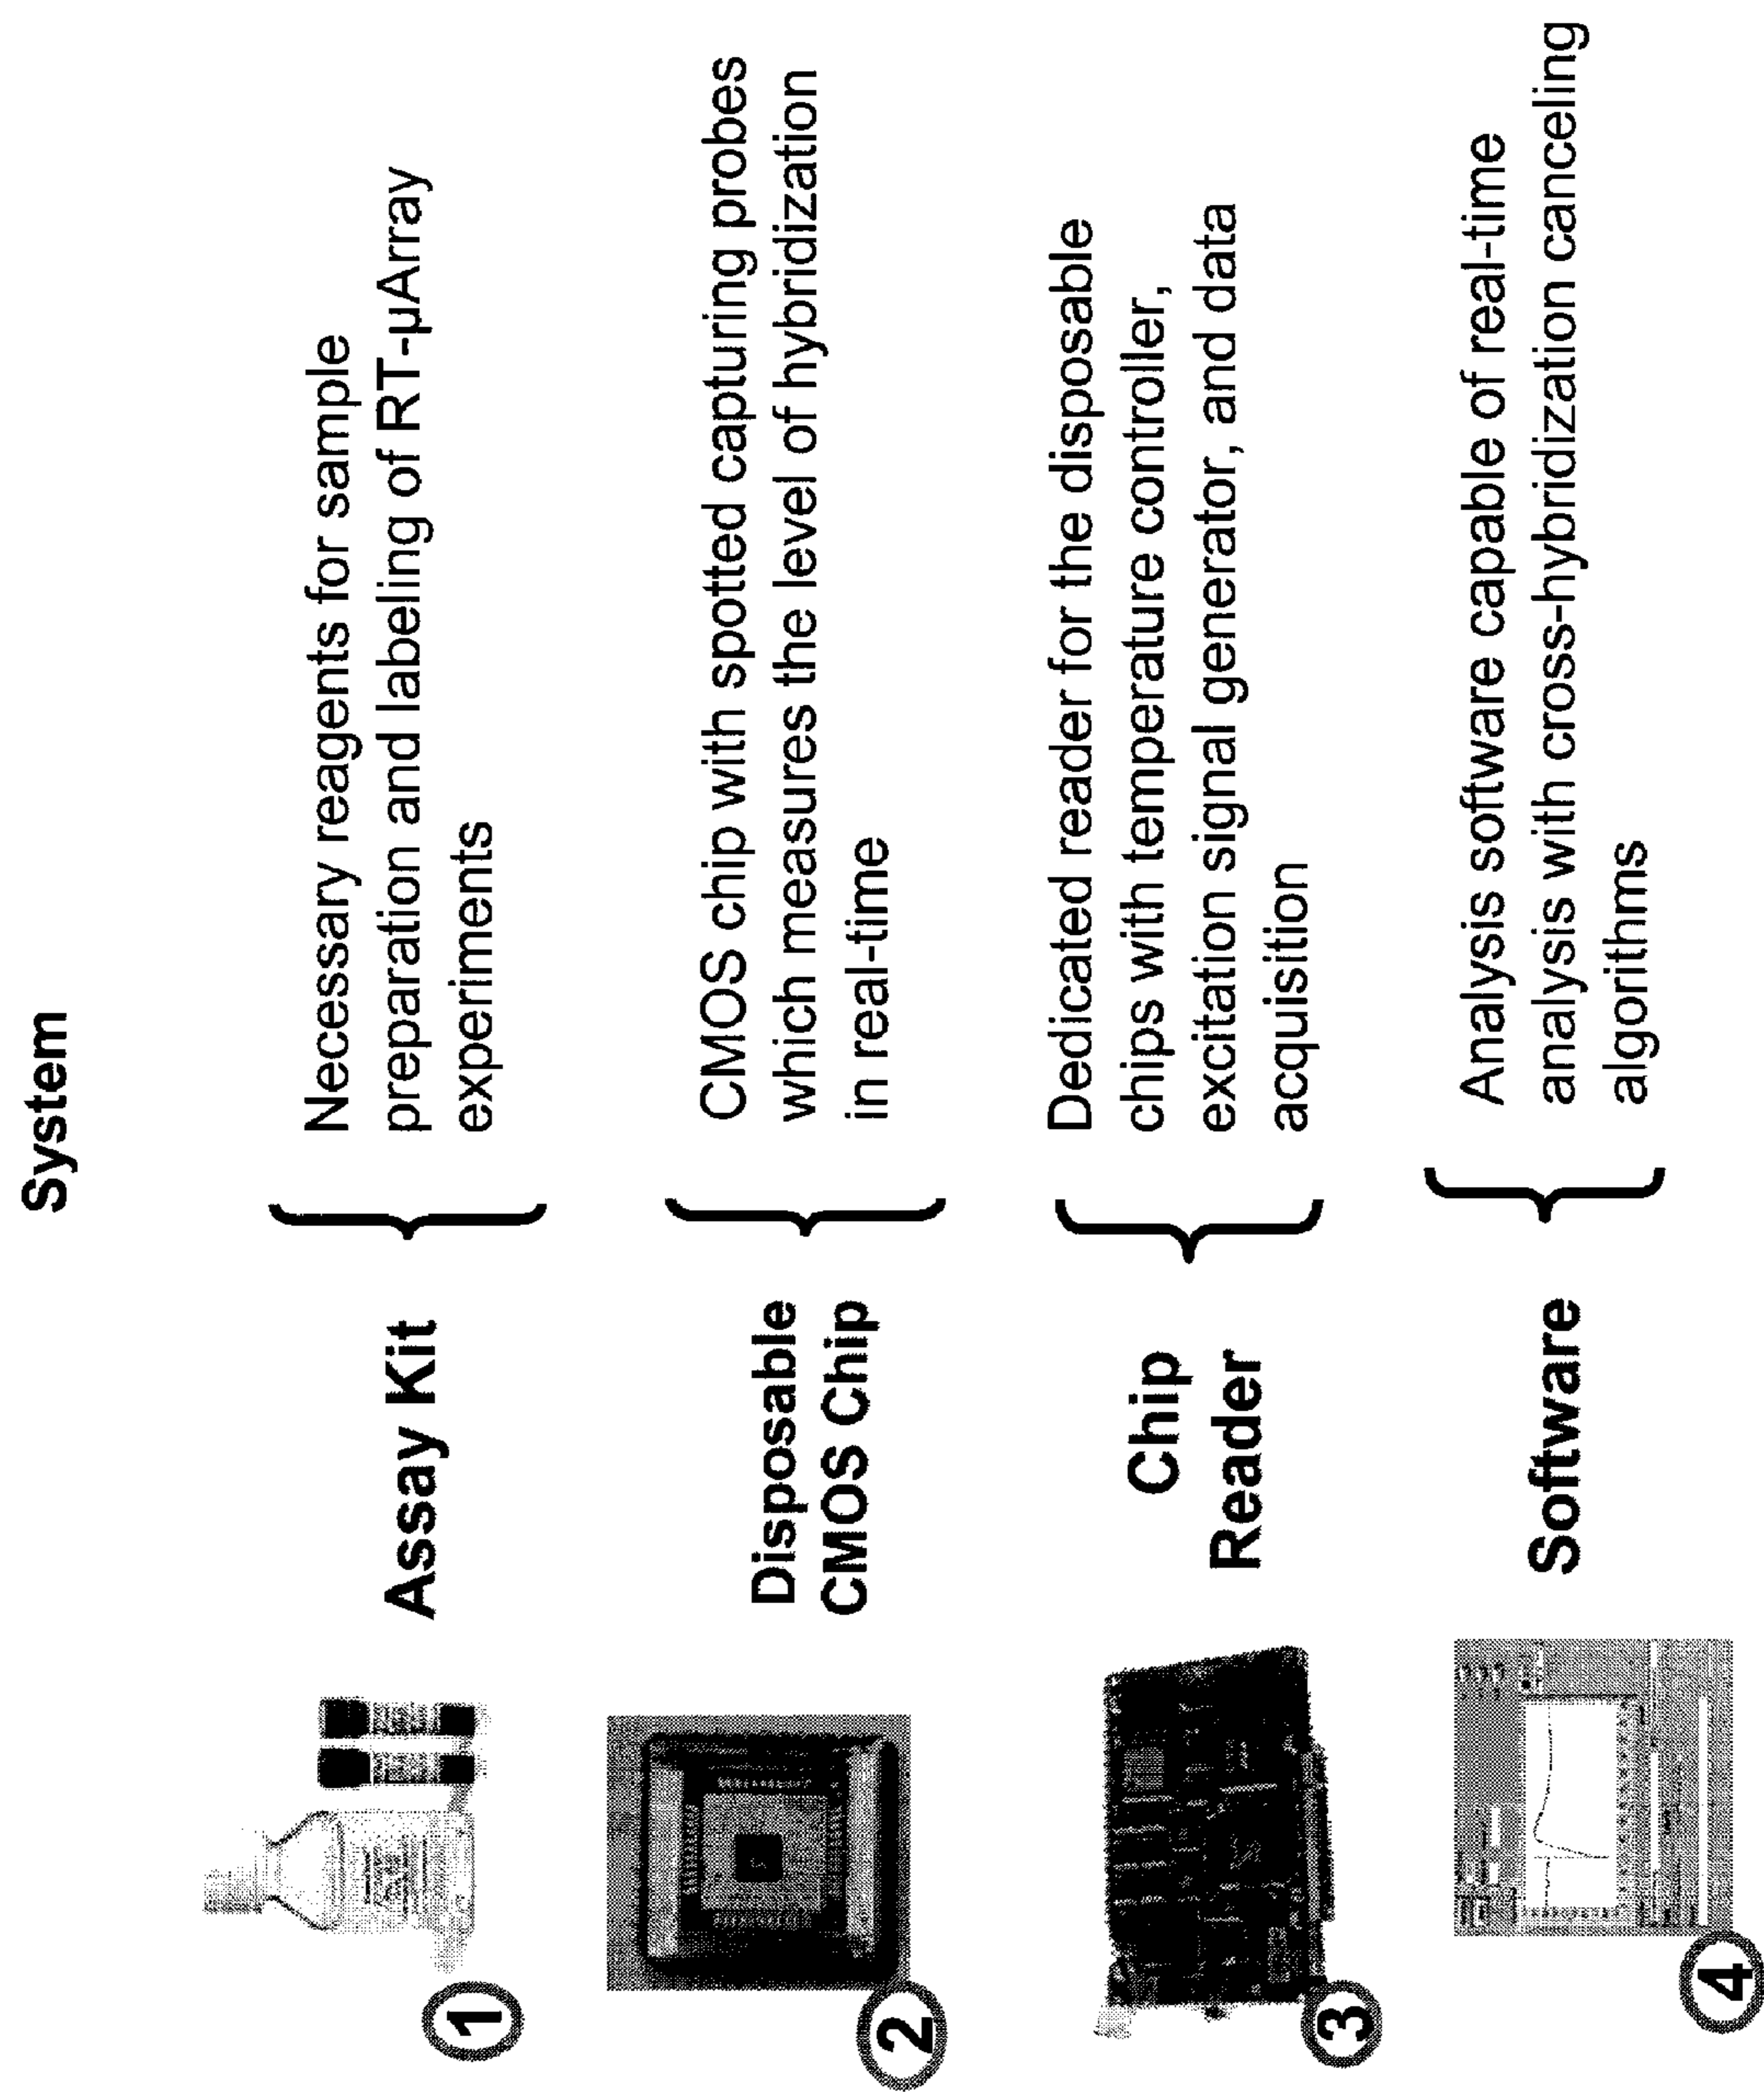 System
1
Assay Kit
Necessary reagents for sample
preparation and labeling of RT-µArray
experiments
2
Disposable
CMOS Chip
CMOS chip with spotted capturing probes
which measures the level of hybridization
in real-time
3
Chip
Reader
Dedicated reader for the disposable
chips with temperature controller,
excitation signal generator, and data
acquisition
4
Software
Analysis software capable of real-time
analysis with cross-hybridization canceling
algorithms